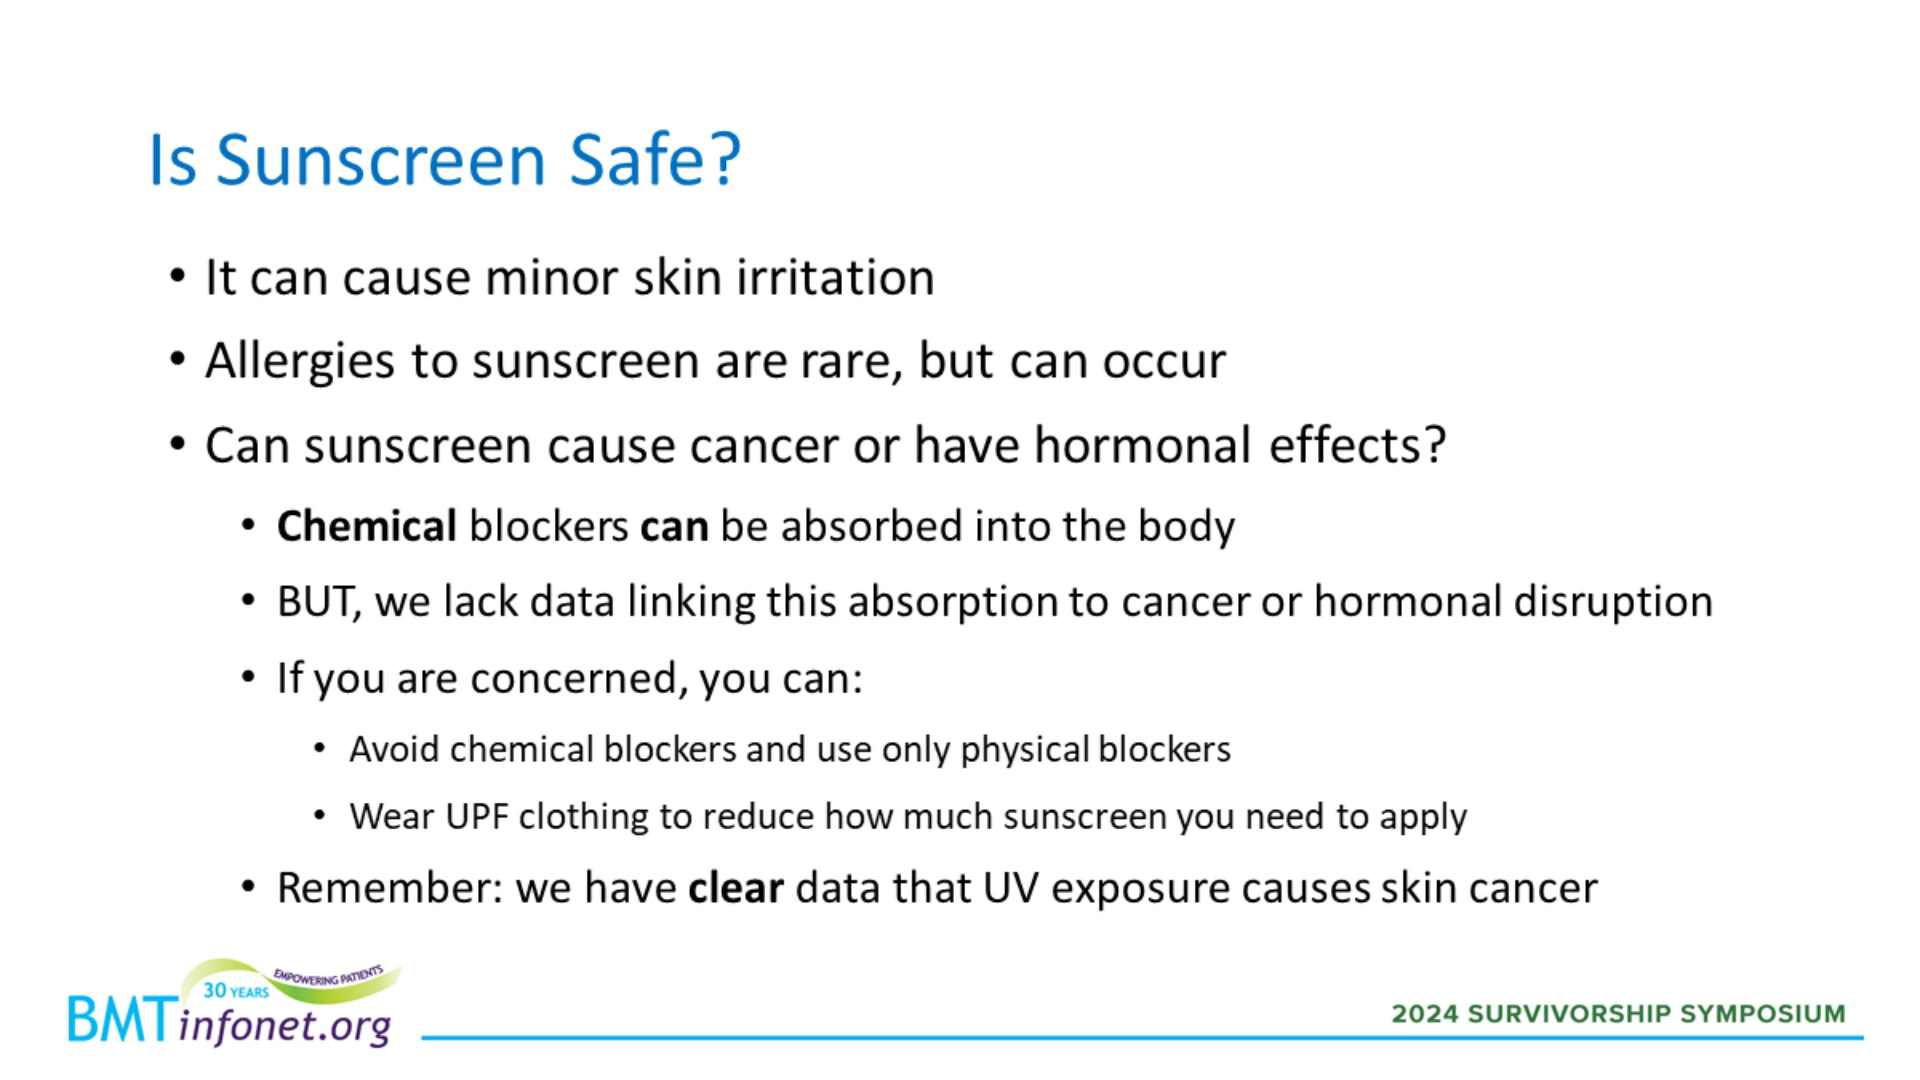 Is Sunscreen Safe?
• It can cause minor skin irritation
• Allergies to sunscreen are rare, but can occur
• Can sunscreen cause cancer or have hormonal effects?
• Chemical blockers can be absorbed into the body
• BUT, we lack data linking this absorption to cancer or hormonal disruption
• If you are concerned, you can:
• Avoid chemical blockers and use only physical blockers
• Wear UPF clothing to reduce how much sunscreen you need to apply
• Remember: we have clear data that UV exposure causes skin cancer
EMPOWERING PATIENTS
30 YEARS
BMTinfonet.org
2024 SURVIVORSHIP SYMPOSIUM